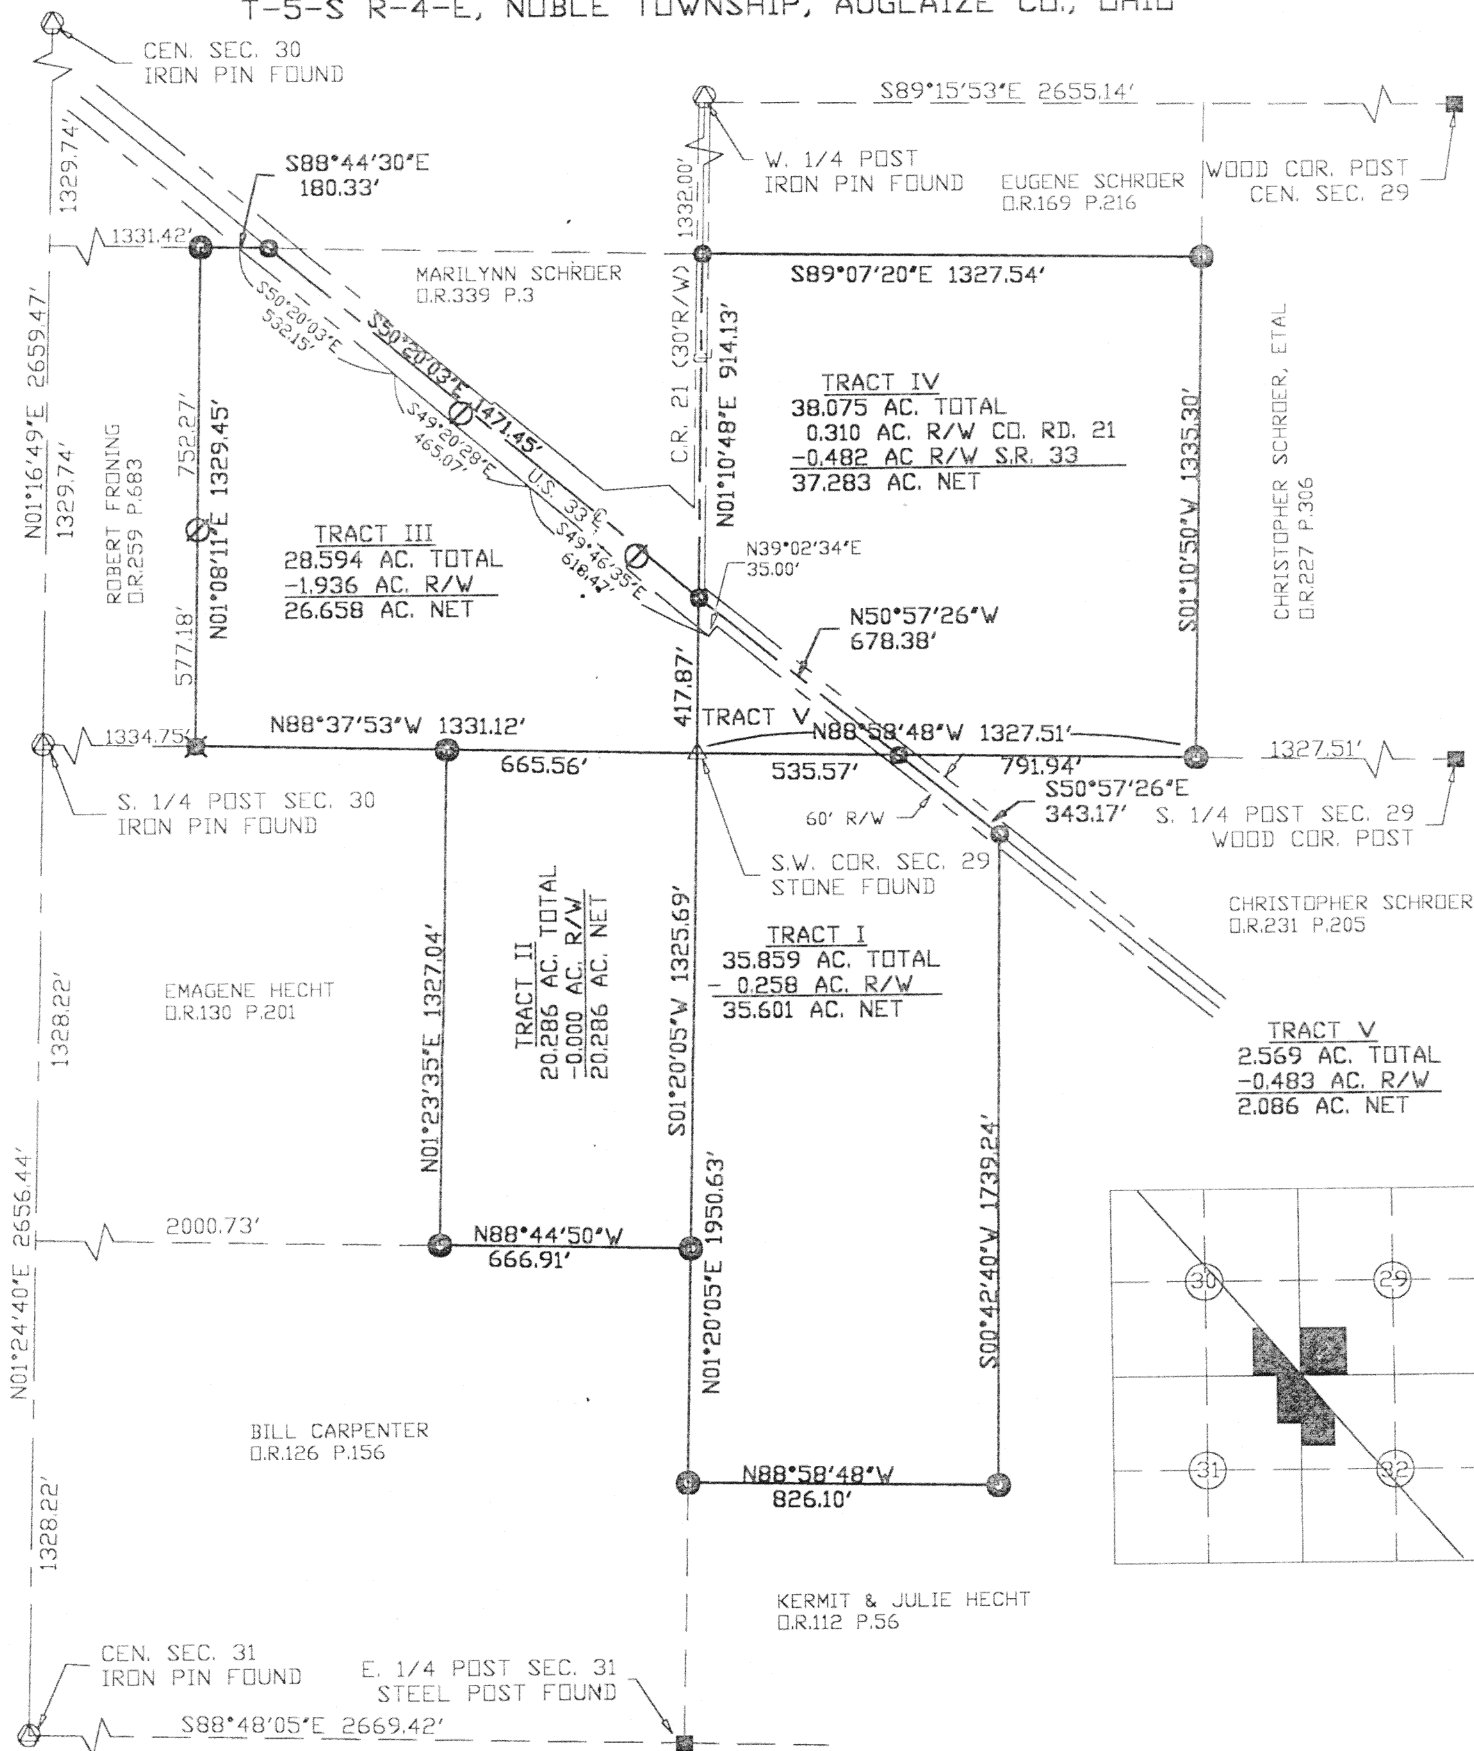 T-5-S R-4-E, NOBLE TOWNSHIP, AUGLAIZE CO., OHIO
CEN. SEC. 30
IRON PIN FOUND
S89°15'53"E 2655.14'
W. 1/4 POST
IRON PIN FOUND
WOOD COR. POST
CEN. SEC. 29
EUGENE SCHROER
O.R.169 P.216
1329.74'
S88°44'30"E
180.33'
1332.00'
1331.42'
MARILYNN SCHROER
O.R.339 P.3
S89°07'20"E 1327.54'
S50°20'03"E
532.15'
S50°20'03"E 1471.45'
C.R. 21 (30'R/W)
N01°10'48"E 914.13'
N01°16'49"E 2659.47'
1329.74'
ROBERT FRONING
O.R.259 P.683
752.27'
N01°08'11"E 1329.45'
577.18'
S49°20'28"E
465.07'
U.S. 33
S49°46'35"E
618.47'
TRACT IV
38.075 AC. TOTAL
0.310 AC. R/W CO. RD. 21
-0.482 AC R/W S.R. 33
37.283 AC. NET
S01°10'50"W 1335.30'
CHRISTOPHER SCHROER, ETAL
O.R.227 P.306
TRACT III
28.594 AC. TOTAL
-1.936 AC. R/W
26.658 AC. NET
N39°02'34"E
35.00'
N50°57'26"W
678.38'
417.87'
N88°37'53"W 1331.12'
TRACT V
N88°58'48"W 1327.51'
1334.75'
665.56'
535.57'
791.94'
1327.51'
S. 1/4 POST SEC. 30
IRON PIN FOUND
60' R/W
S50°57'26"E
343.17'
S. 1/4 POST SEC. 29
WOOD COR. POST
S.W. COR. SEC. 29
STONE FOUND
CHRISTOPHER SCHROER
O.R.231 P.205
TRACT II
20.286 AC. TOTAL
-0.000 AC. R/W
20.286 AC. NET
TRACT I
35.859 AC. TOTAL
- 0.258 AC. R/W
35.601 AC. NET
N01°23'35"E 1327.04'
S01°20'05"W 1325.69'
EMAGENE HECHT
O.R.130 P.201
1328.22'
TRACT V
2.569 AC. TOTAL
-0.483 AC. R/W
2.086 AC. NET
N01°24'40"E 2656.44'
2000.73'
N88°44'50"W
666.91'
N01°20'05"E 1950.63'
S00°42'40"W 1739.24'
30
29
31
32
BILL CARPENTER
O.R.126 P.156
N88°58'48"W
826.10'
1328.22'
KERMIT & JULIE HECHT
O.R.112 P.56
CEN. SEC. 31
IRON PIN FOUND
E. 1/4 POST SEC. 31
STEEL POST FOUND
S88°48'05"E 2669.42'